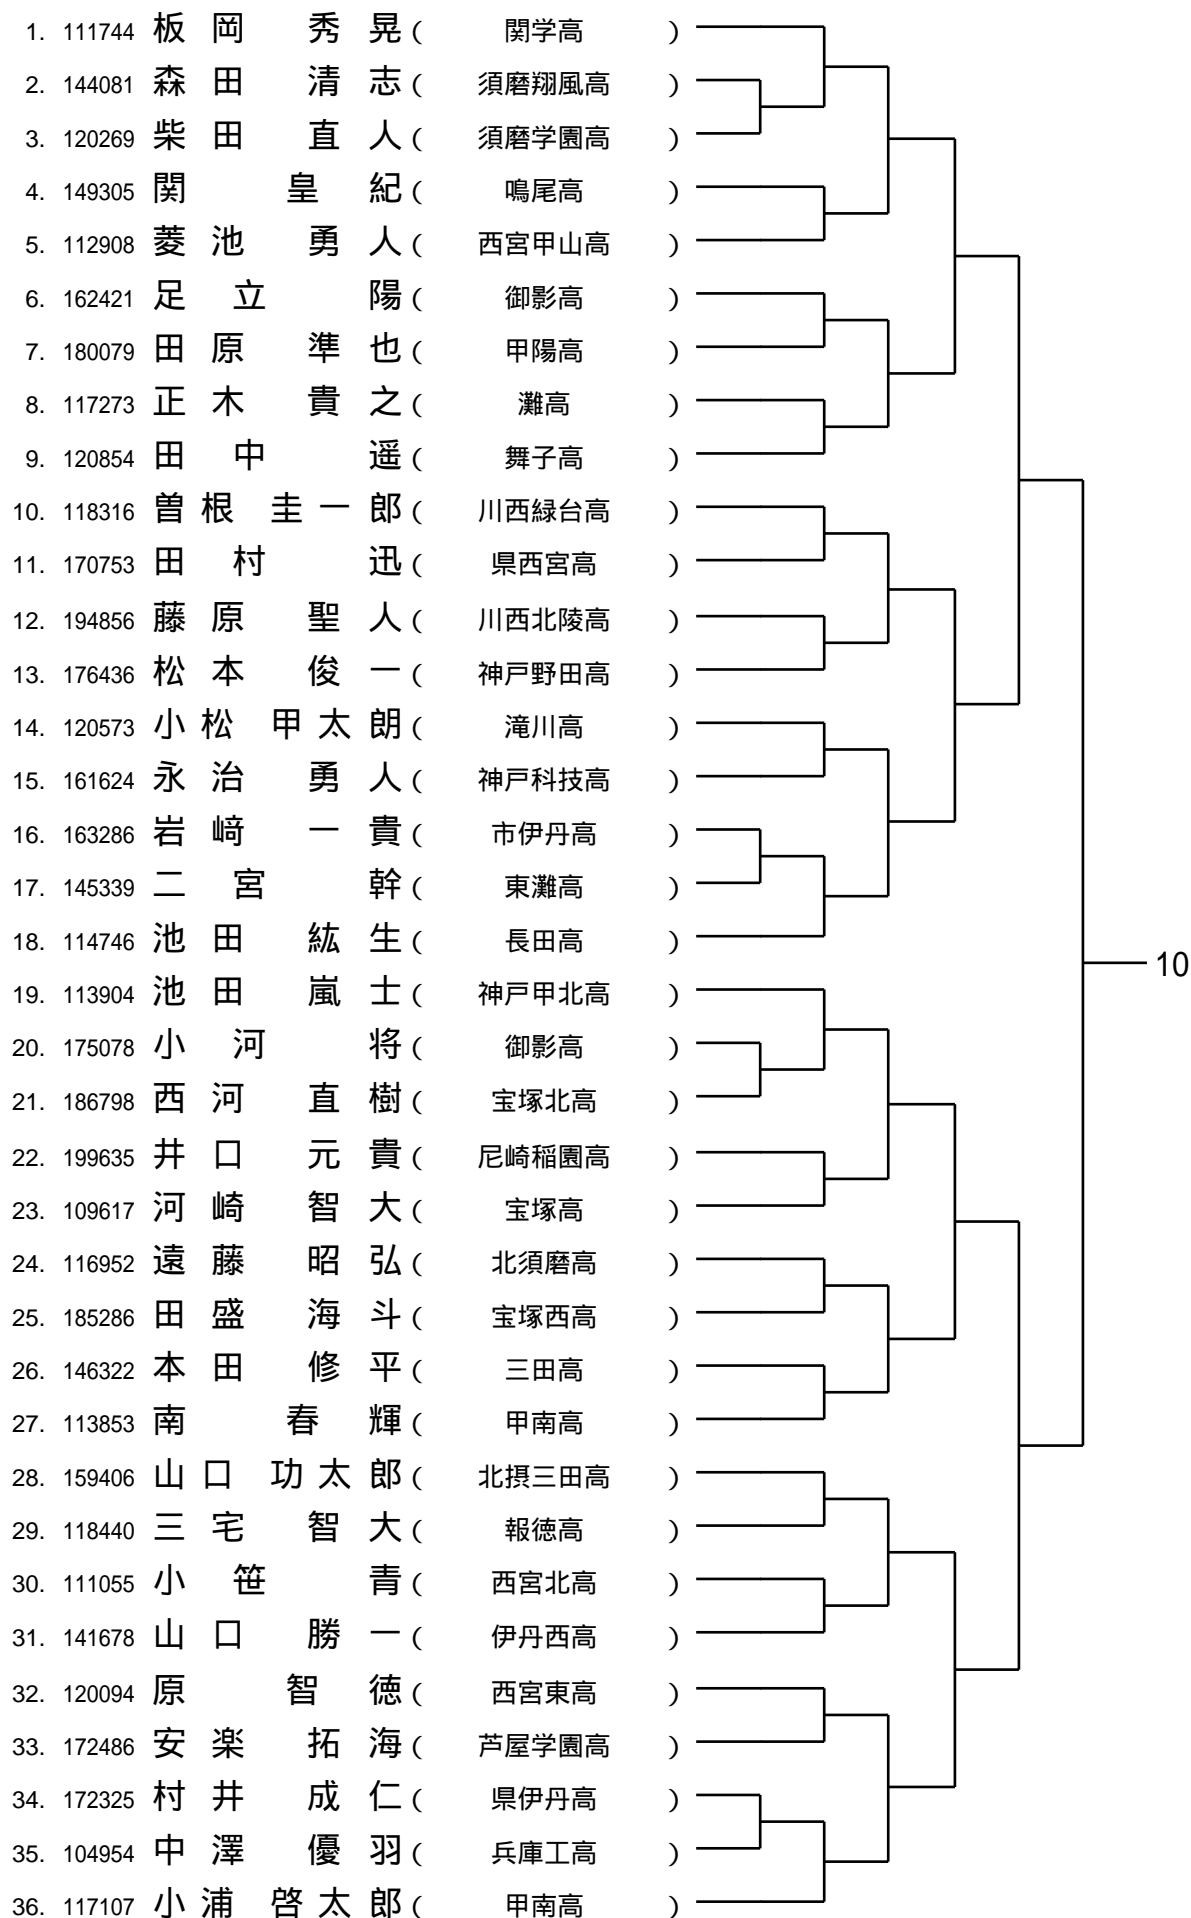 1. 111744 板岡 秀晃 ( 関学高 )
2. 144081 森田 清志 ( 須磨翔風高 )
3. 120269 柴田 直人 ( 須磨学園高 )
4. 149305 関 皇紀 ( 鳴尾高 )
5. 112908 菱池 勇人 ( 西宮甲山高 )
6. 162421 足立 陽 ( 御影高 )
7. 180079 田原 準也 ( 甲陽高 )
8. 117273 正木 貴之 ( 灘高 )
9. 120854 田中 遥 ( 舞子高 )
10. 118316 曽根 圭一郎 ( 川西緑台高 )
11. 170753 田村 迅 ( 県西宮高 )
12. 194856 藤原 聖人 ( 川西北陵高 )
13. 176436 松本 俊一 ( 神戸野田高 )
14. 120573 小松 甲太朗 ( 滝川高 )
15. 161624 永治 勇人 ( 神戸科技高 )
16. 163286 岩﨑 一貴 ( 市伊丹高 )
17. 145339 二宮 幹 ( 東灘高 )
18. 114746 池田 紘生 ( 長田高 )
10
19. 113904 池田 嵐士 ( 神戸甲北高 )
20. 175078 小河 将 ( 御影高 )
21. 186798 西河 直樹 ( 宝塚北高 )
22. 199635 井口 元貴 ( 尼崎稲園高 )
23. 109617 河崎 智大 ( 宝塚高 )
24. 116952 遠藤 昭弘 ( 北須磨高 )
25. 185286 田盛 海斗 ( 宝塚西高 )
26. 146322 本田 修平 ( 三田高 )
27. 113853 南 春輝 ( 甲南高 )
28. 159406 山口 功太郎 ( 北摂三田高 )
29. 118440 三宅 智大 ( 報徳高 )
30. 111055 小笹 青 ( 西宮北高 )
31. 141678 山口 勝一 ( 伊丹西高 )
32. 120094 原 智徳 ( 西宮東高 )
33. 172486 安楽 拓海 ( 芦屋学園高 )
34. 172325 村井 成仁 ( 県伊丹高 )
35. 104954 中澤 優羽 ( 兵庫工高 )
36. 117107 小浦 啓太郎 ( 甲南高 )